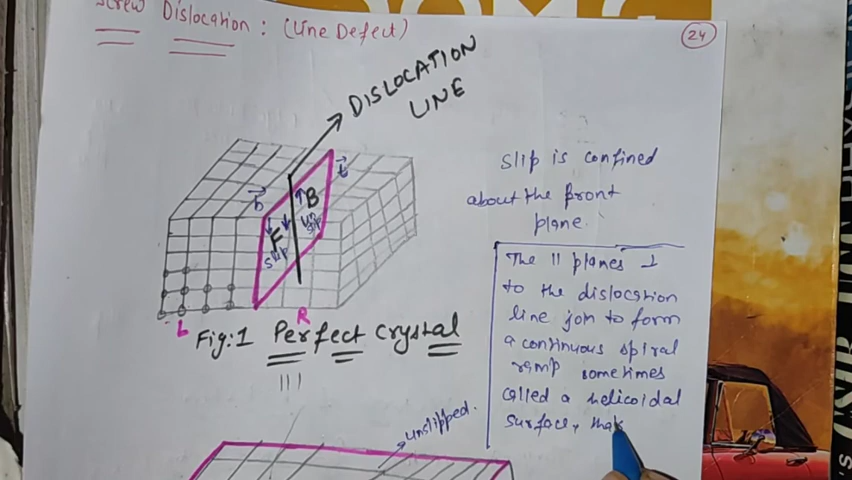 Screw Dislocation: (Line Defect)
24
DISLOCATION
LINE
b
t
B
un
slip
F
slip
L
R
Fig:1 Perfect Crystal
slip is confined
about the front
plane.
The 11 planes ⊥
to the dislocation
line join to form
a continuous spiral
ramp sometimes
called a helicoidal
surface,
unslipped.